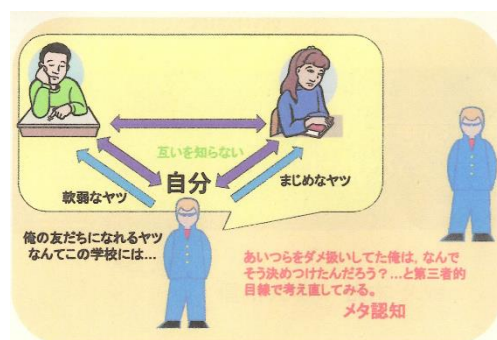 互いを知らない
軟弱なヤツ
自分
まじめなヤツ
俺の友だちになれるヤツ
なんてこの学校には…
あいつらをダメ扱いしてた俺は，なんで
そう決めつけたんだろう？…と第三者的
目線で考え直してみる。
メタ認知